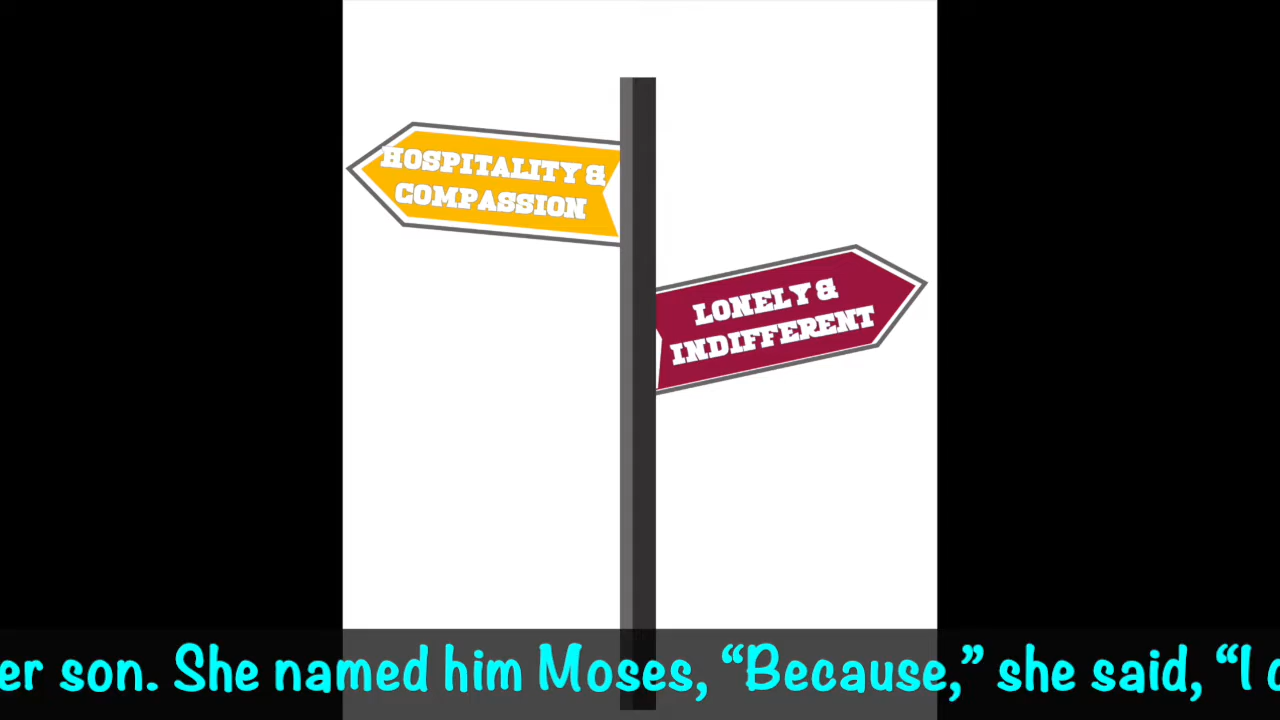 HOSPITALITY &
COMPASSION
LONELY &
INDIFFERENT
er son. She named him Moses, “Because,” she said, “I